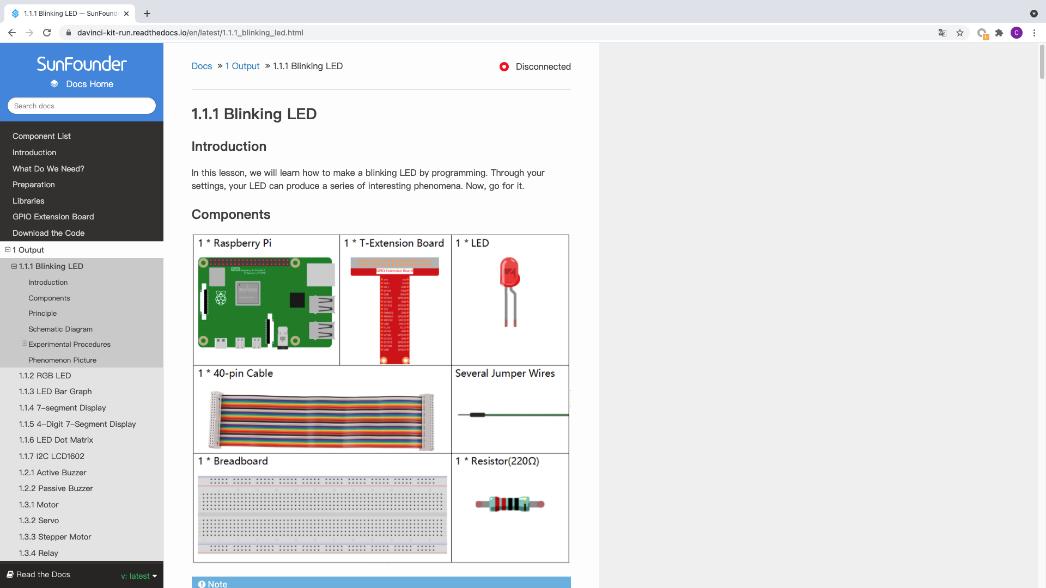 1.1.1 Blinking LED — SunFound
davinci-kit-run.readthedocs.io/en/latest/1.1.1_blinking_led.html
C
SunFounder
Docs Home
Search docs
Component List
Introduction
What Do We Need?
Preparation
Libraries
GPIO Extension Board
Download the Code
1 Output
1.1.1 Blinking LED
Introduction
Components
Principle
Schematic Diagram
Experimental Procedures
Phenomenon Picture
1.1.2 RGB LED
1.1.3 LED Bar Graph
1.1.4 7-segment Display
1.1.5 4-Digit 7-Segment Display
1.1.6 LED Dot Matrix
1.1.7 I2C LCD1602
1.2.1 Active Buzzer
1.2.2 Passive Buzzer
1.3.1 Motor
1.3.2 Servo
1.3.3 Stepper Motor
1.3.4 Relay
Read the Docs
v: latest
Docs » 1 Output » 1.1.1 Blinking LED
Disconnected
1.1.1 Blinking LED
Introduction
In this lesson, we will learn how to make a blinking LED by programming. Through your
settings, your LED can produce a series of interesting phenomena. Now, go for it.
Components
1 * Raspberry Pi
1 * T-Extension Board
GPIO Extension Board
1 * LED
1 * 40-pin Cable
Several Jumper Wires
1 * Breadboard
1 * Resistor(220Ω)
Note